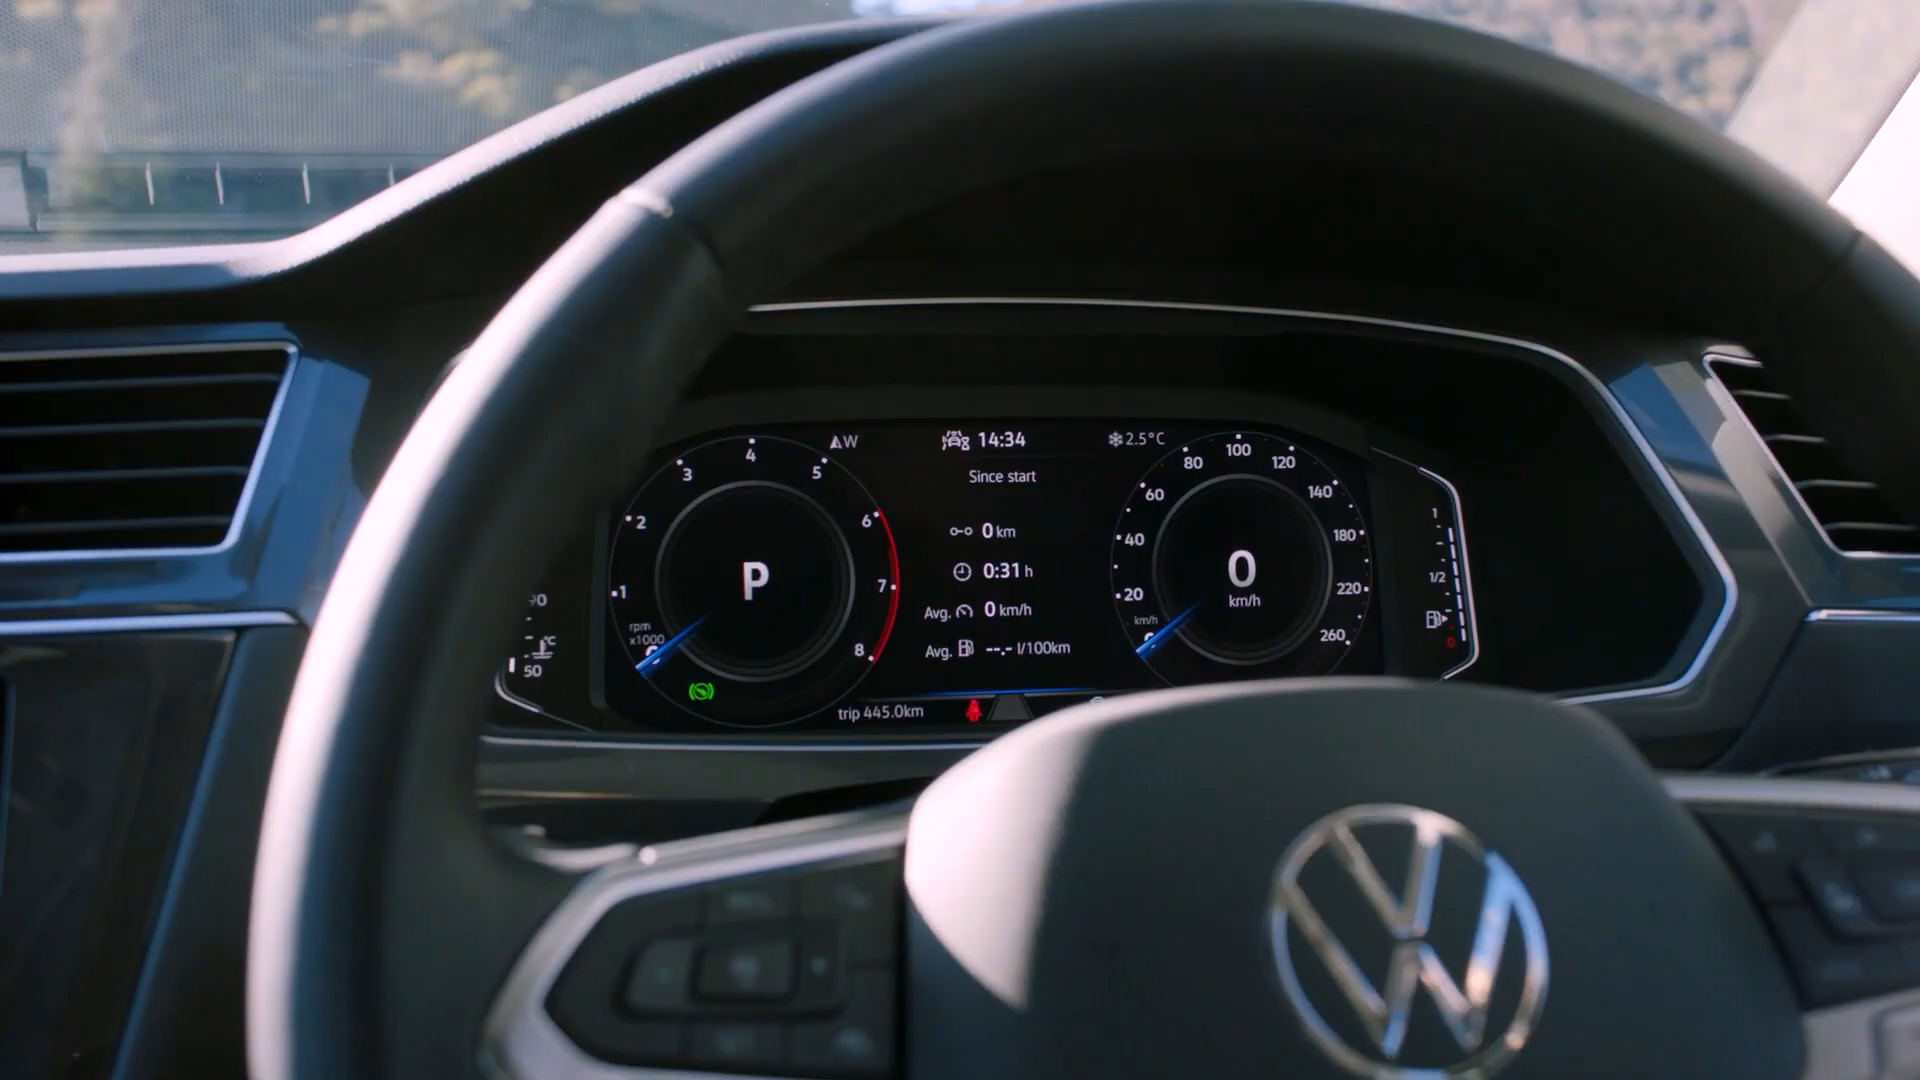 W
14:34
2.5°C
Since start
0 km
0:31 h
Avg. 0 km/h
Avg. --.- l/100km
trip 445.0km
1
2
3
4
5
6
7
8
rpm
x1000
P
20
40
60
80
100
120
140
180
220
260
km/h
0
km/h
50
°C
1
1/2
0